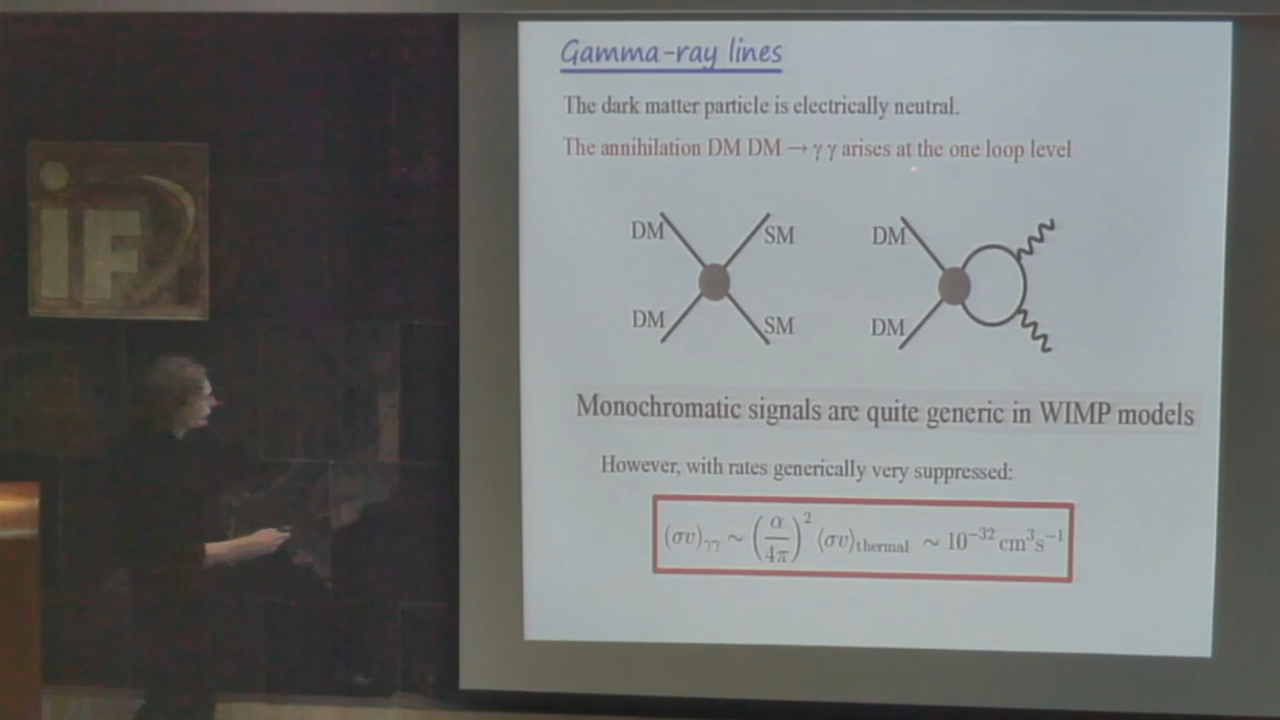 iF
Gamma-ray lines
The dark matter particle is electrically neutral.
The annihilation DM DM → γ γ arises at the one loop level
DM SM DM
DM SM DM
Monochromatic signals are quite generic in WIMP models
However, with rates generically very suppressed:
(σv)γγ ∼ (α/4π)² ⟨σv⟩thermal ∼ 10⁻³² cm³s⁻¹